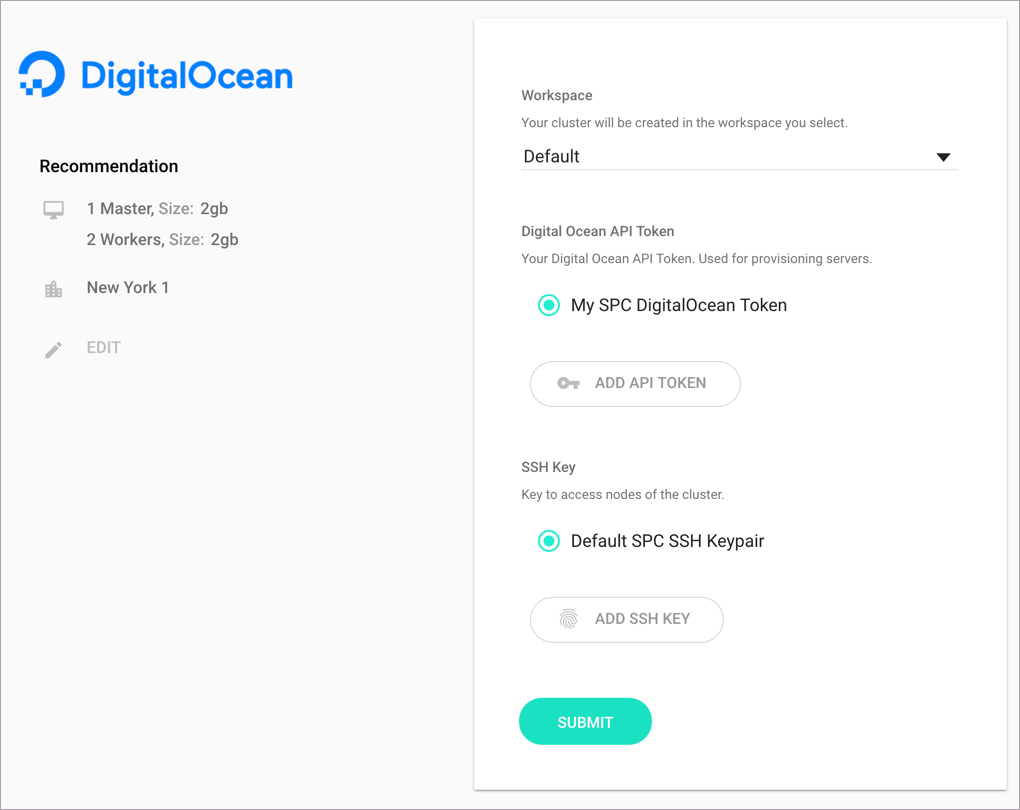 DigitalOcean
Recommendation
1 Master, Size: 2gb
2 Workers, Size: 2gb
New York 1
EDIT
Workspace
Your cluster will be created in the workspace you select.
Default
Digital Ocean API Token
Your Digital Ocean API Token. Used for provisioning servers.
My SPC DigitalOcean Token
ADD API TOKEN
SSH Key
Key to access nodes of the cluster.
Default SPC SSH Keypair
ADD SSH KEY
SUBMIT